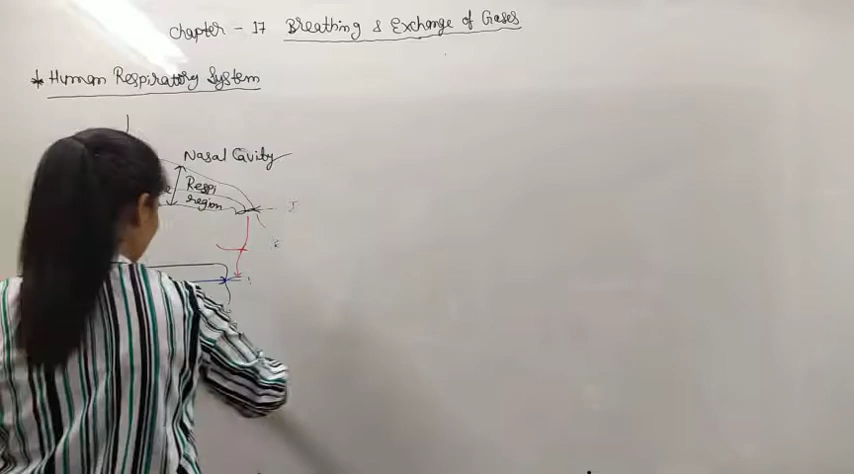 Chapter - 17 Breathing & Exchange of Gases
* Human Respiratory System
Nasal Cavity
Respi
region